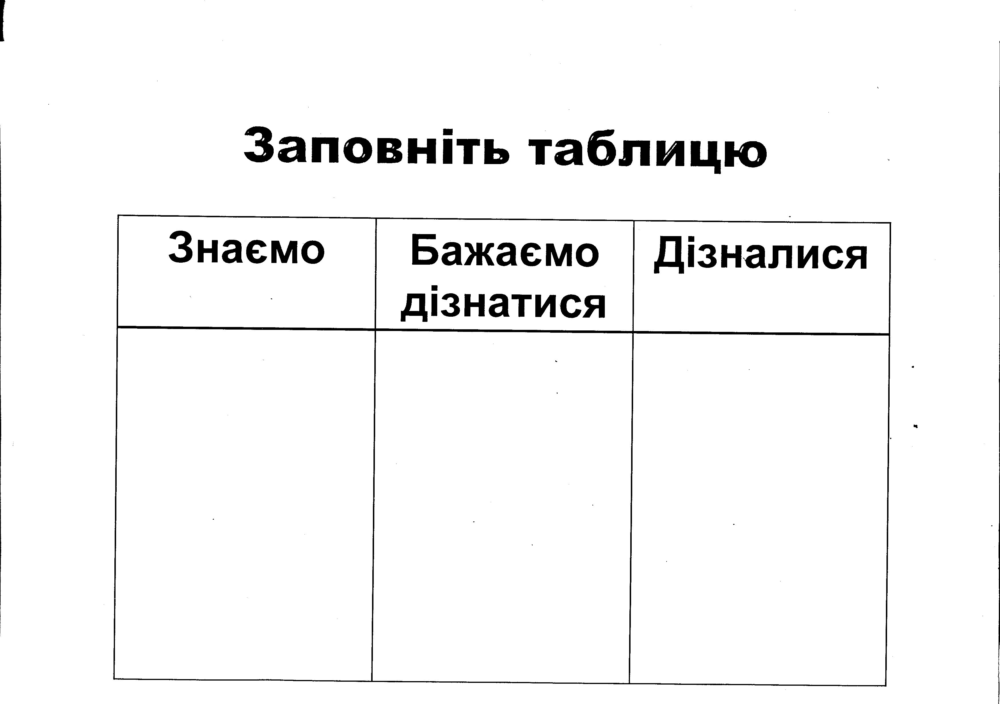 Заповніть таблицю
Знаємо
Бажаємо
дізнатися
Дізналися